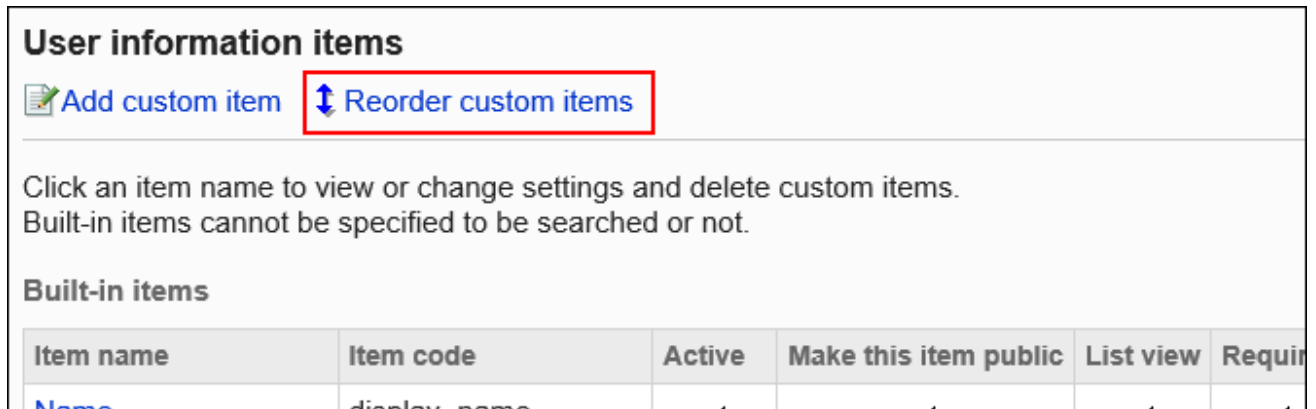 User information items
Add custom item Reorder custom items
Click an item name to view or change settings and delete custom items.
Built-in items cannot be specified to be searched or not.
Built-in items
Item name Item code Active Make this item public List view
Name display_name